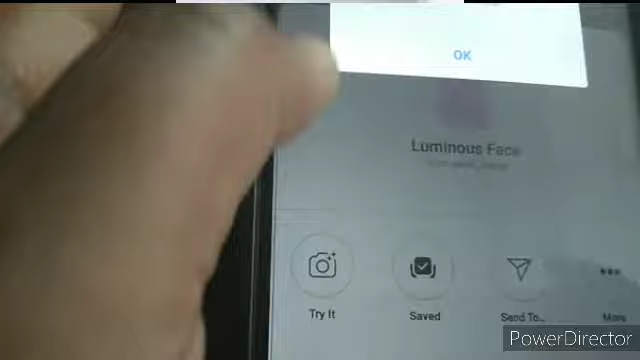 OK
Luminous Face
Try It
Saved
Send To...
More
PowerDirector